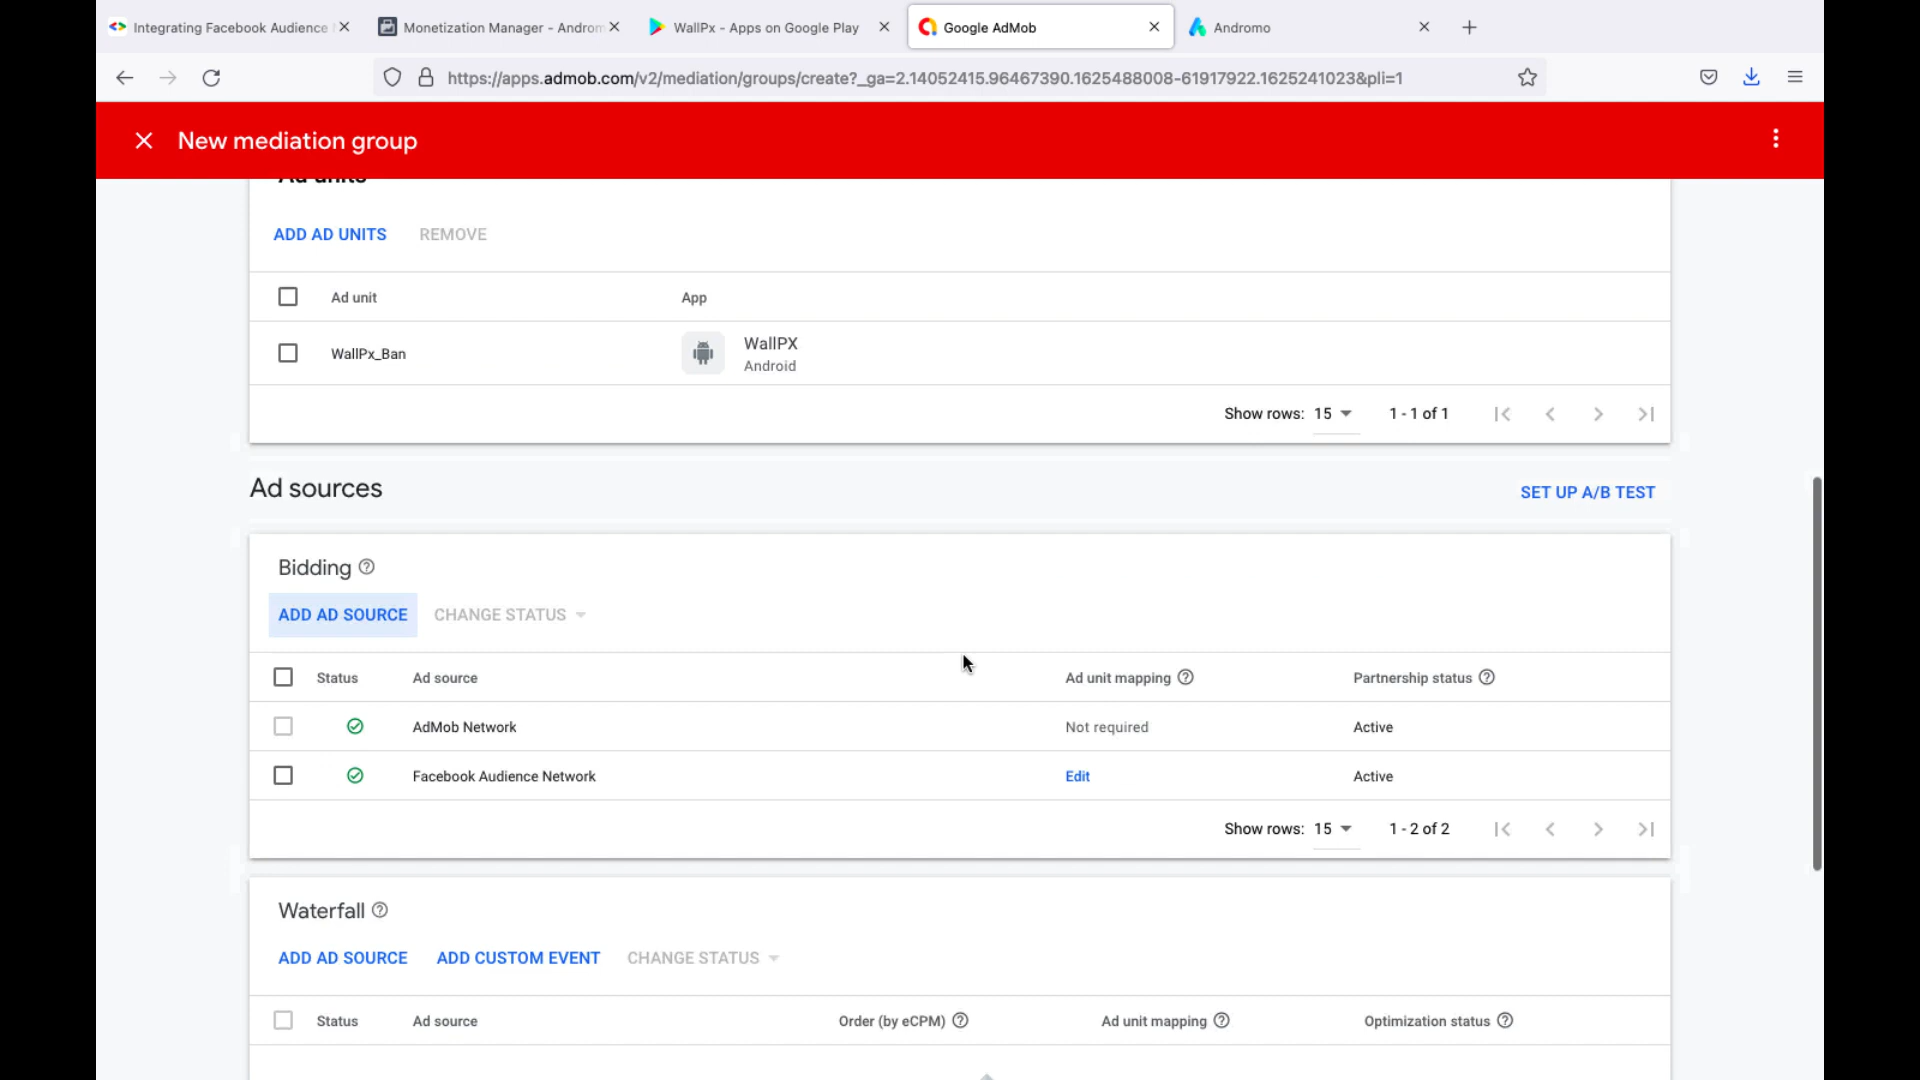 Integrating Facebook Audience
Monetization Manager - Androm
WallPx - Apps on Google Play
Google AdMob
Andromo
https://apps.admob.com/v2/mediation/groups/create?_ga=2.14052415.96467390.1625488008-61917922.1625241023&pli=1
New mediation group
Ad units
ADD AD UNITS REMOVE
Ad unit App
WallPx_Ban WallPX
Android
Show rows: 15 1 - 1 of 1
Ad sources SET UP A/B TEST
Bidding
ADD AD SOURCE CHANGE STATUS
Status Ad source Ad unit mapping Partnership status
AdMob Network Not required Active
Facebook Audience Network Edit Active
Show rows: 15 1 - 2 of 2
Waterfall
ADD AD SOURCE ADD CUSTOM EVENT CHANGE STATUS
Status Ad source Order (by eCPM) Ad unit mapping Optimization status